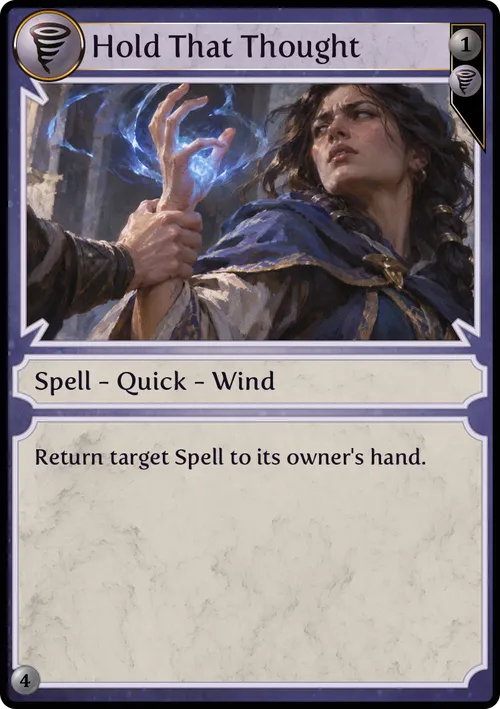 Hold That Thought
1
Spell - Quick - Wind
Return target Spell to its owner's hand.
4